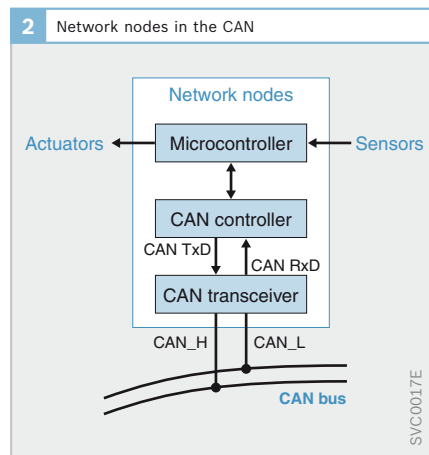 2 Network nodes in the CAN
Network nodes
Actuators
Microcontroller
Sensors
CAN controller
CAN TxD
CAN RxD
CAN transceiver
CAN_H
CAN_L
CAN bus
SVC0017E